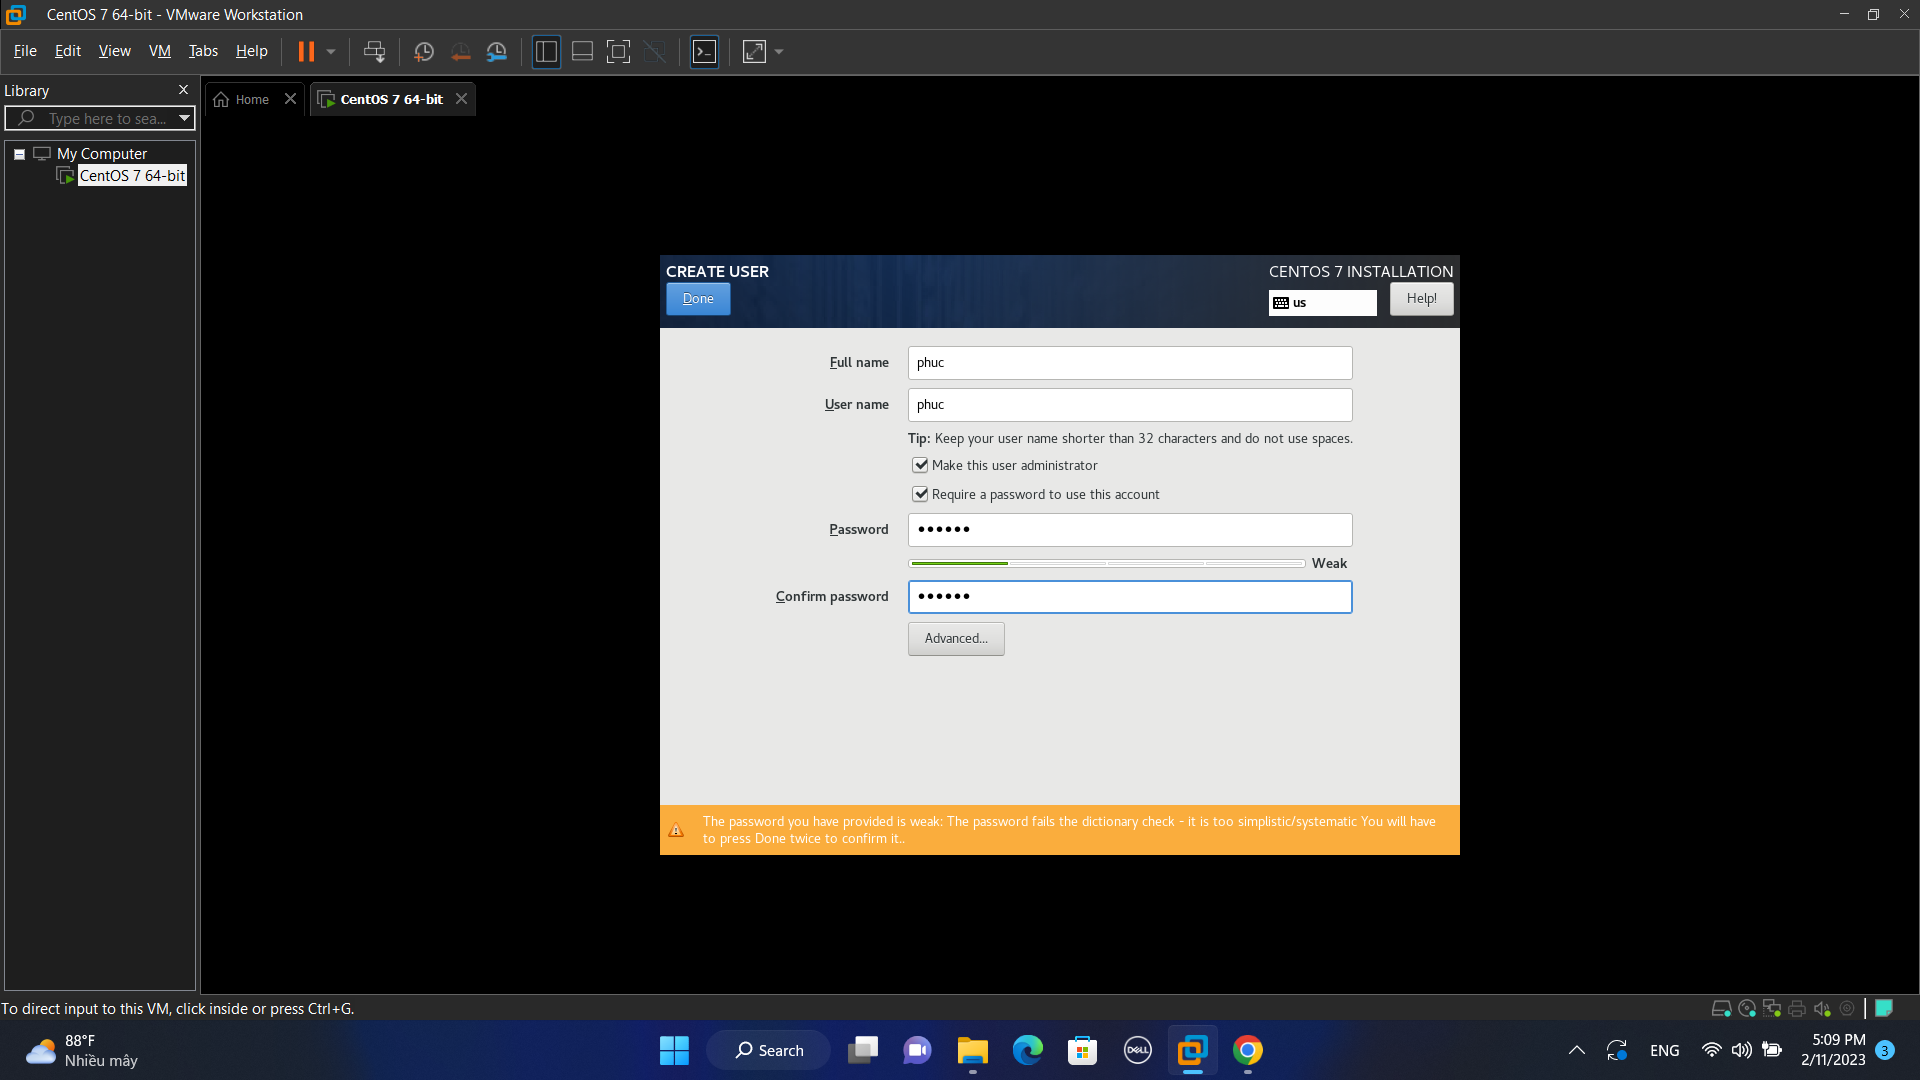 CentOS 7 64-bit - VMware Workstation
File Edit View VM Tabs Help
Library
Type here to sea...
My Computer
CentOS 7 64-bit
Home
CentOS 7 64-bit
CREATE USER
CENTOS 7 INSTALLATION
Done
us
Help!
Full name
phuc
User name
phuc
Tip: Keep your user name shorter than 32 characters and do not use spaces.
Make this user administrator
Require a password to use this account
Password
●●●●●●
Weak
Confirm password
●●●●●●
Advanced...
The password you have provided is weak: The password fails the dictionary check - it is too simplistic/systematic You will have
to press Done twice to confirm it..
To direct input to this VM, click inside or press Ctrl+G.
88°F
Nhiều mây
Search
DELL
ENG
5:09 PM
2/11/2023
3